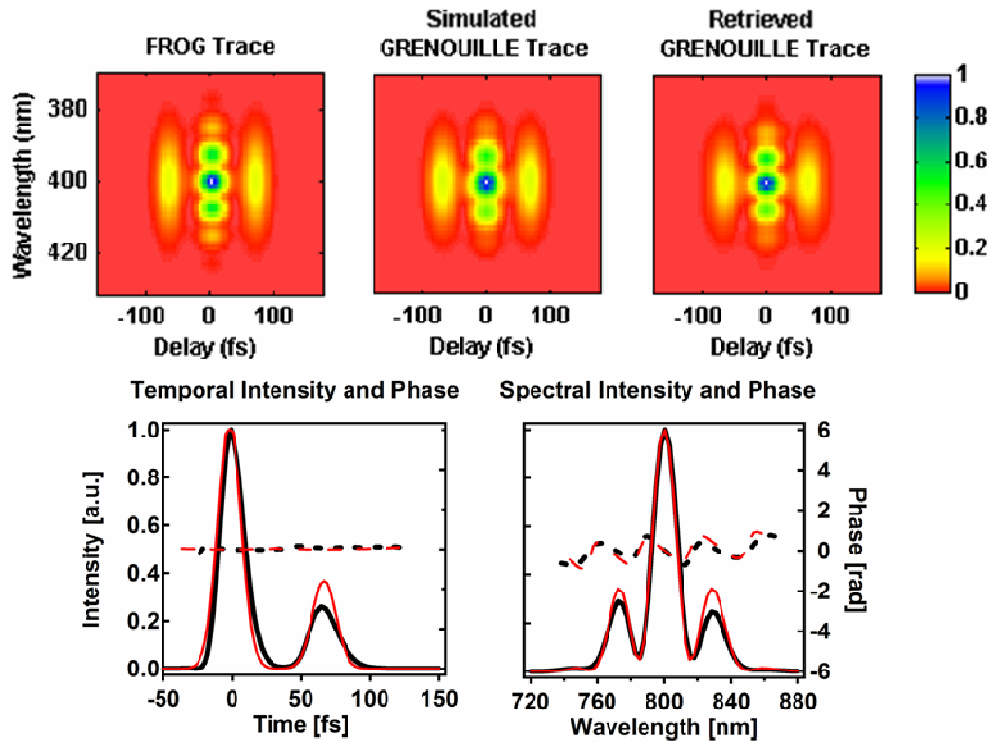 FROG Trace
Simulated
GRENOUILLE Trace
Retrieved
GRENOUILLE Trace
Wavelength (nm)
380
400
420
-100 0 100
Delay (fs)
-100 0 100
Delay (fs)
-100 0 100
Delay (fs)
1
0.8
0.6
0.4
0.2
0
Temporal Intensity and Phase
Intensity [a.u.]
1.0
0.8
0.6
0.4
0.2
0.0
-50 0 50 100 150
Time [fs]
Spectral Intensity and Phase
6
4
2
0
-2
-4
-6
Phase [rad]
720 760 800 840 880
Wavelength [nm]